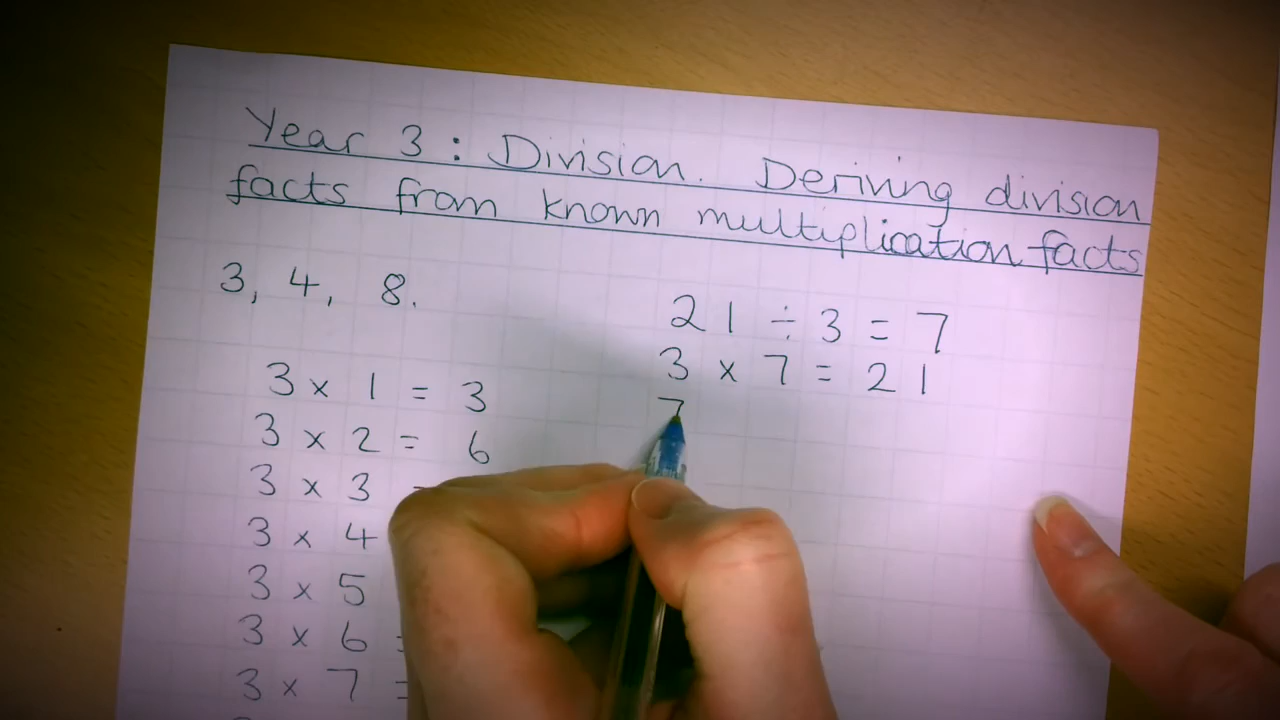 Year 3 : Division. Deriving division
facts from known multiplication facts
3, 4, 8.
3 x 1 = 3
3 x 2 = 6
3 x 3
3 x 4
3 x 5
3 x 6 =
3 x 7 =
21 ÷ 3 = 7
3 x 7 = 21
7